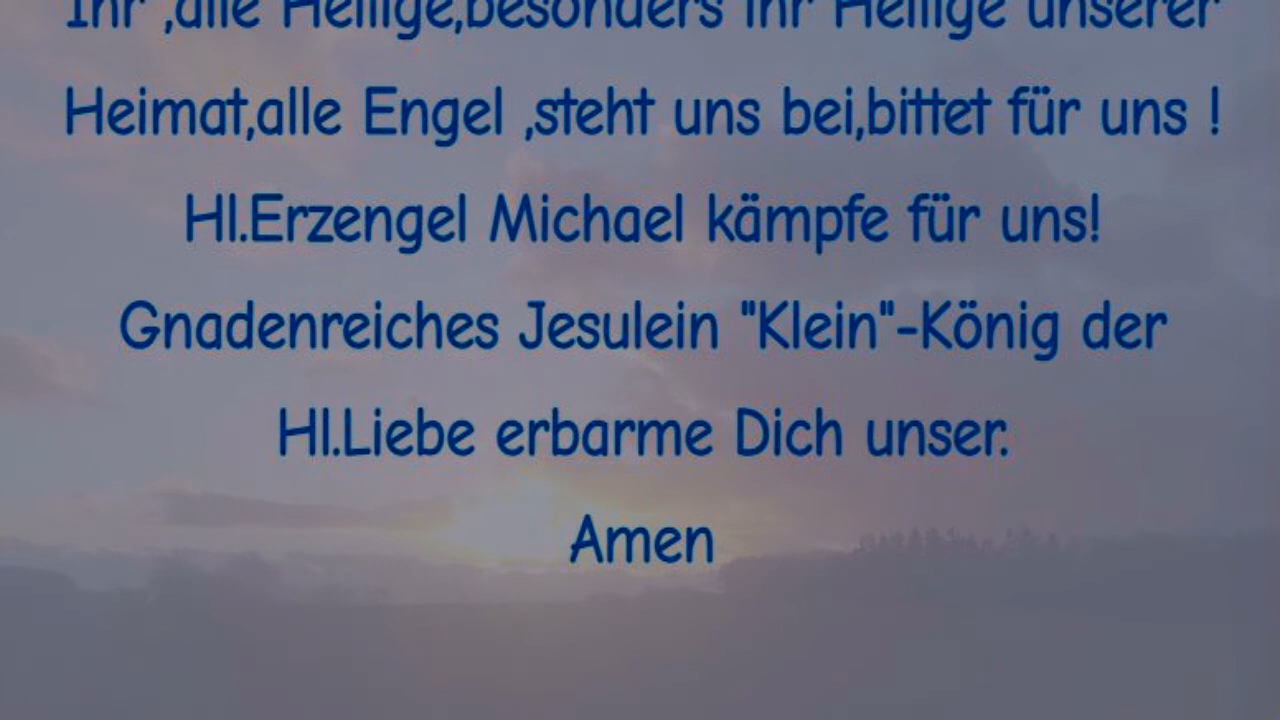 Ihr ,alle Heilige,besonders ihr Heilige unserer
Heimat,alle Engel ,steht uns bei,bittet für uns !
Hl.Erzengel Michael kämpfe für uns!
Gnadenreiches Jesulein "Klein"-König der
Hl.Liebe erbarme Dich unser.
Amen